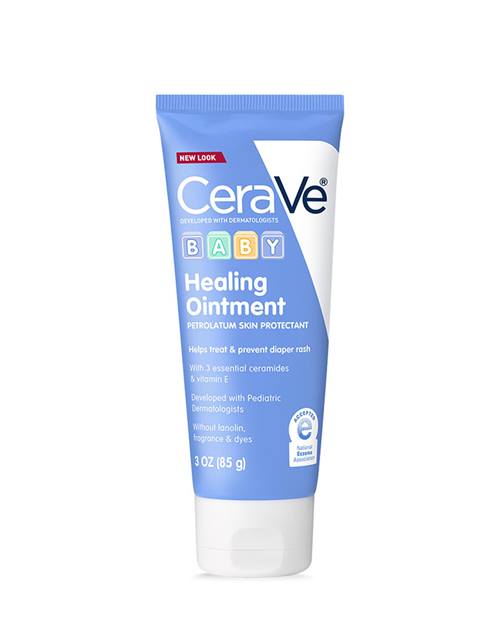 NEW LOOK
CeraVe®
DEVELOPED WITH DERMATOLOGISTS
BABY
Healing
Ointment
PETROLATUM SKIN PROTECTANT
Helps treat & prevent diaper rash
With 3 essential ceramides
& vitamin E
Developed with Pediatric
Dermatologists
Without lanolin,
fragrance & dyes
3 OZ (85 g)
ACCEPTED
e
National
Eczema
Association